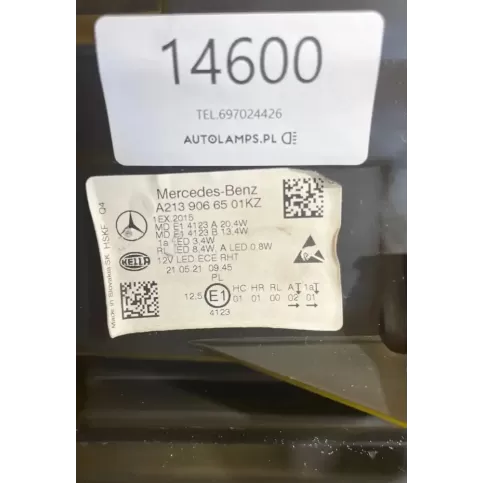 14600
TEL.697024426
AUTOLAMPS.PL
Mercedes-Benz
A213 906 65 01KZ
1EX 2015
MD E1 4123 A 20,4W
MD E1 4123 B 13,4W
1a LED 3,4W
RL LED 8,4W, A LED 0,8W
12V LED ECE RHT
21.05.21 09:45
PL
HELLA
Made in Slovakia SK HSKF Q4
12,5 E1 HC HR RL A 1a
01 01 00 02 01
4123